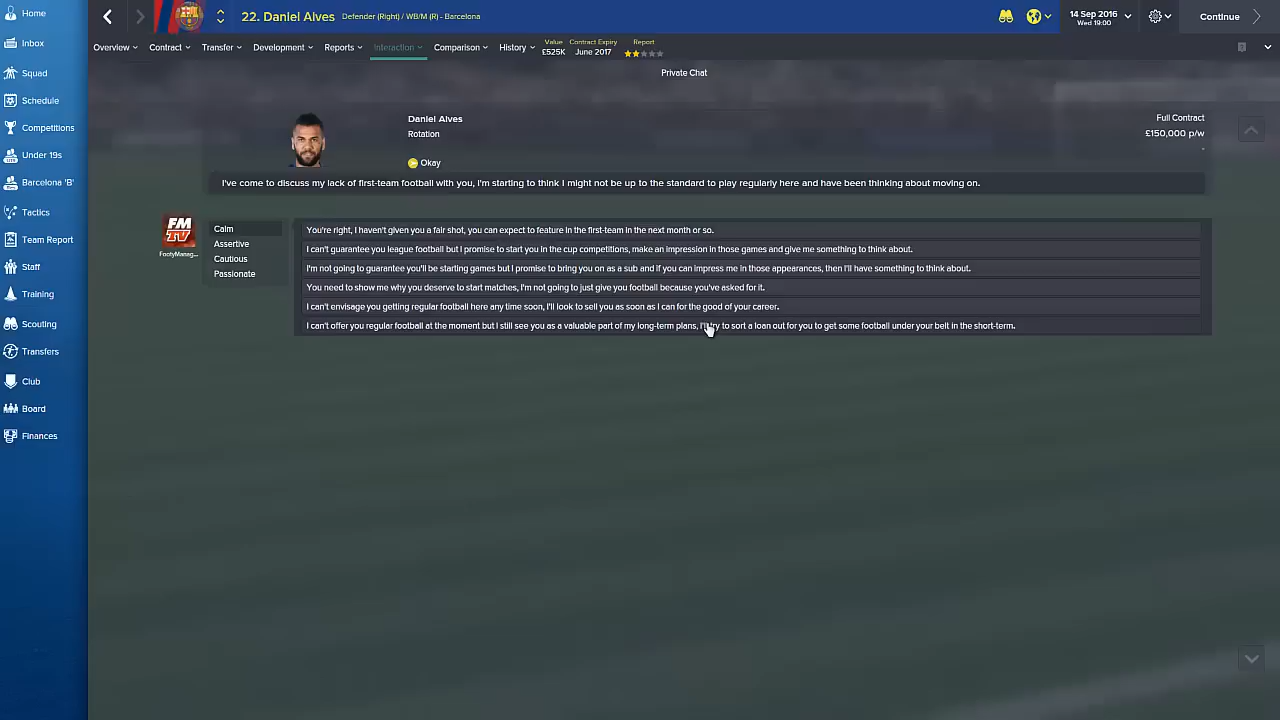 Home
Inbox
Squad
Schedule
Competitions
Under 19s
Barcelona 'B'
Tactics
Team Report
Staff
Training
Scouting
Transfers
Club
Board
Finances
22. Daniel Alves Defender (Right) / WB/M (R) - Barcelona
14 Sep 2016
Wed 19:00
Continue
Overview Contract Transfer Development Reports Interaction Comparison History
Value Contract Expiry Report
£525K June 2017
1
Private Chat
Daniel Alves
Rotation
Okay
Full Contract
£150,000 p/w
-
I've come to discuss my lack of first-team football with you, I'm starting to think I might not be up to the standard to play regularly here and have been thinking about moving on.
FM
TV
FootyManag...
Calm
Assertive
Cautious
Passionate
You're right, I haven't given you a fair shot, you can expect to feature in the first-team in the next month or so.
I can't guarantee you league football but I promise to start you in the cup competitions, make an impression in those games and give me something to think about.
I'm not going to guarantee you'll be starting games but I promise to bring you on as a sub and if you can impress me in those appearances, then I'll have something to think about.
You need to show me why you deserve to start matches, I'm not going to just give you football because you've asked for it.
I can't envisage you getting regular football here any time soon, I'll look to sell you as soon as I can for the good of your career.
I can't offer you regular football at the moment but I still see you as a valuable part of my long-term plans, I'll try to sort a loan out for you to get some football under your belt in the short-term.